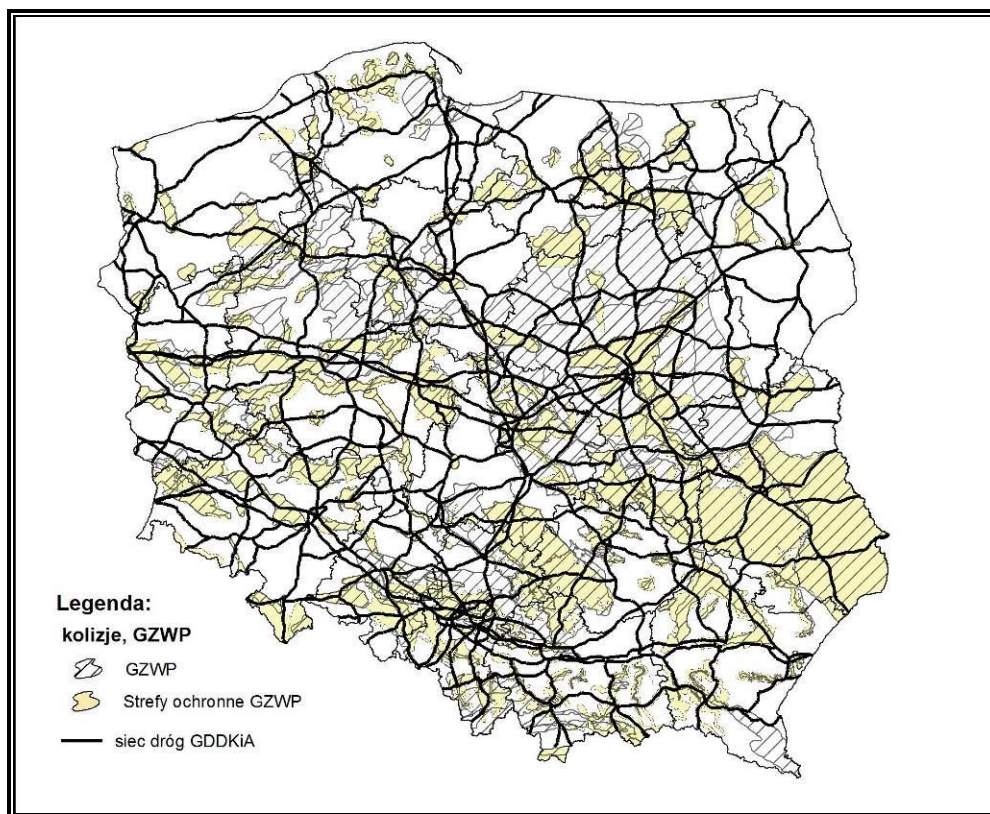 Legenda:
kolizje, GZWP
GZWP
Strefy ochronne GZWP
siec dróg GDDKiA